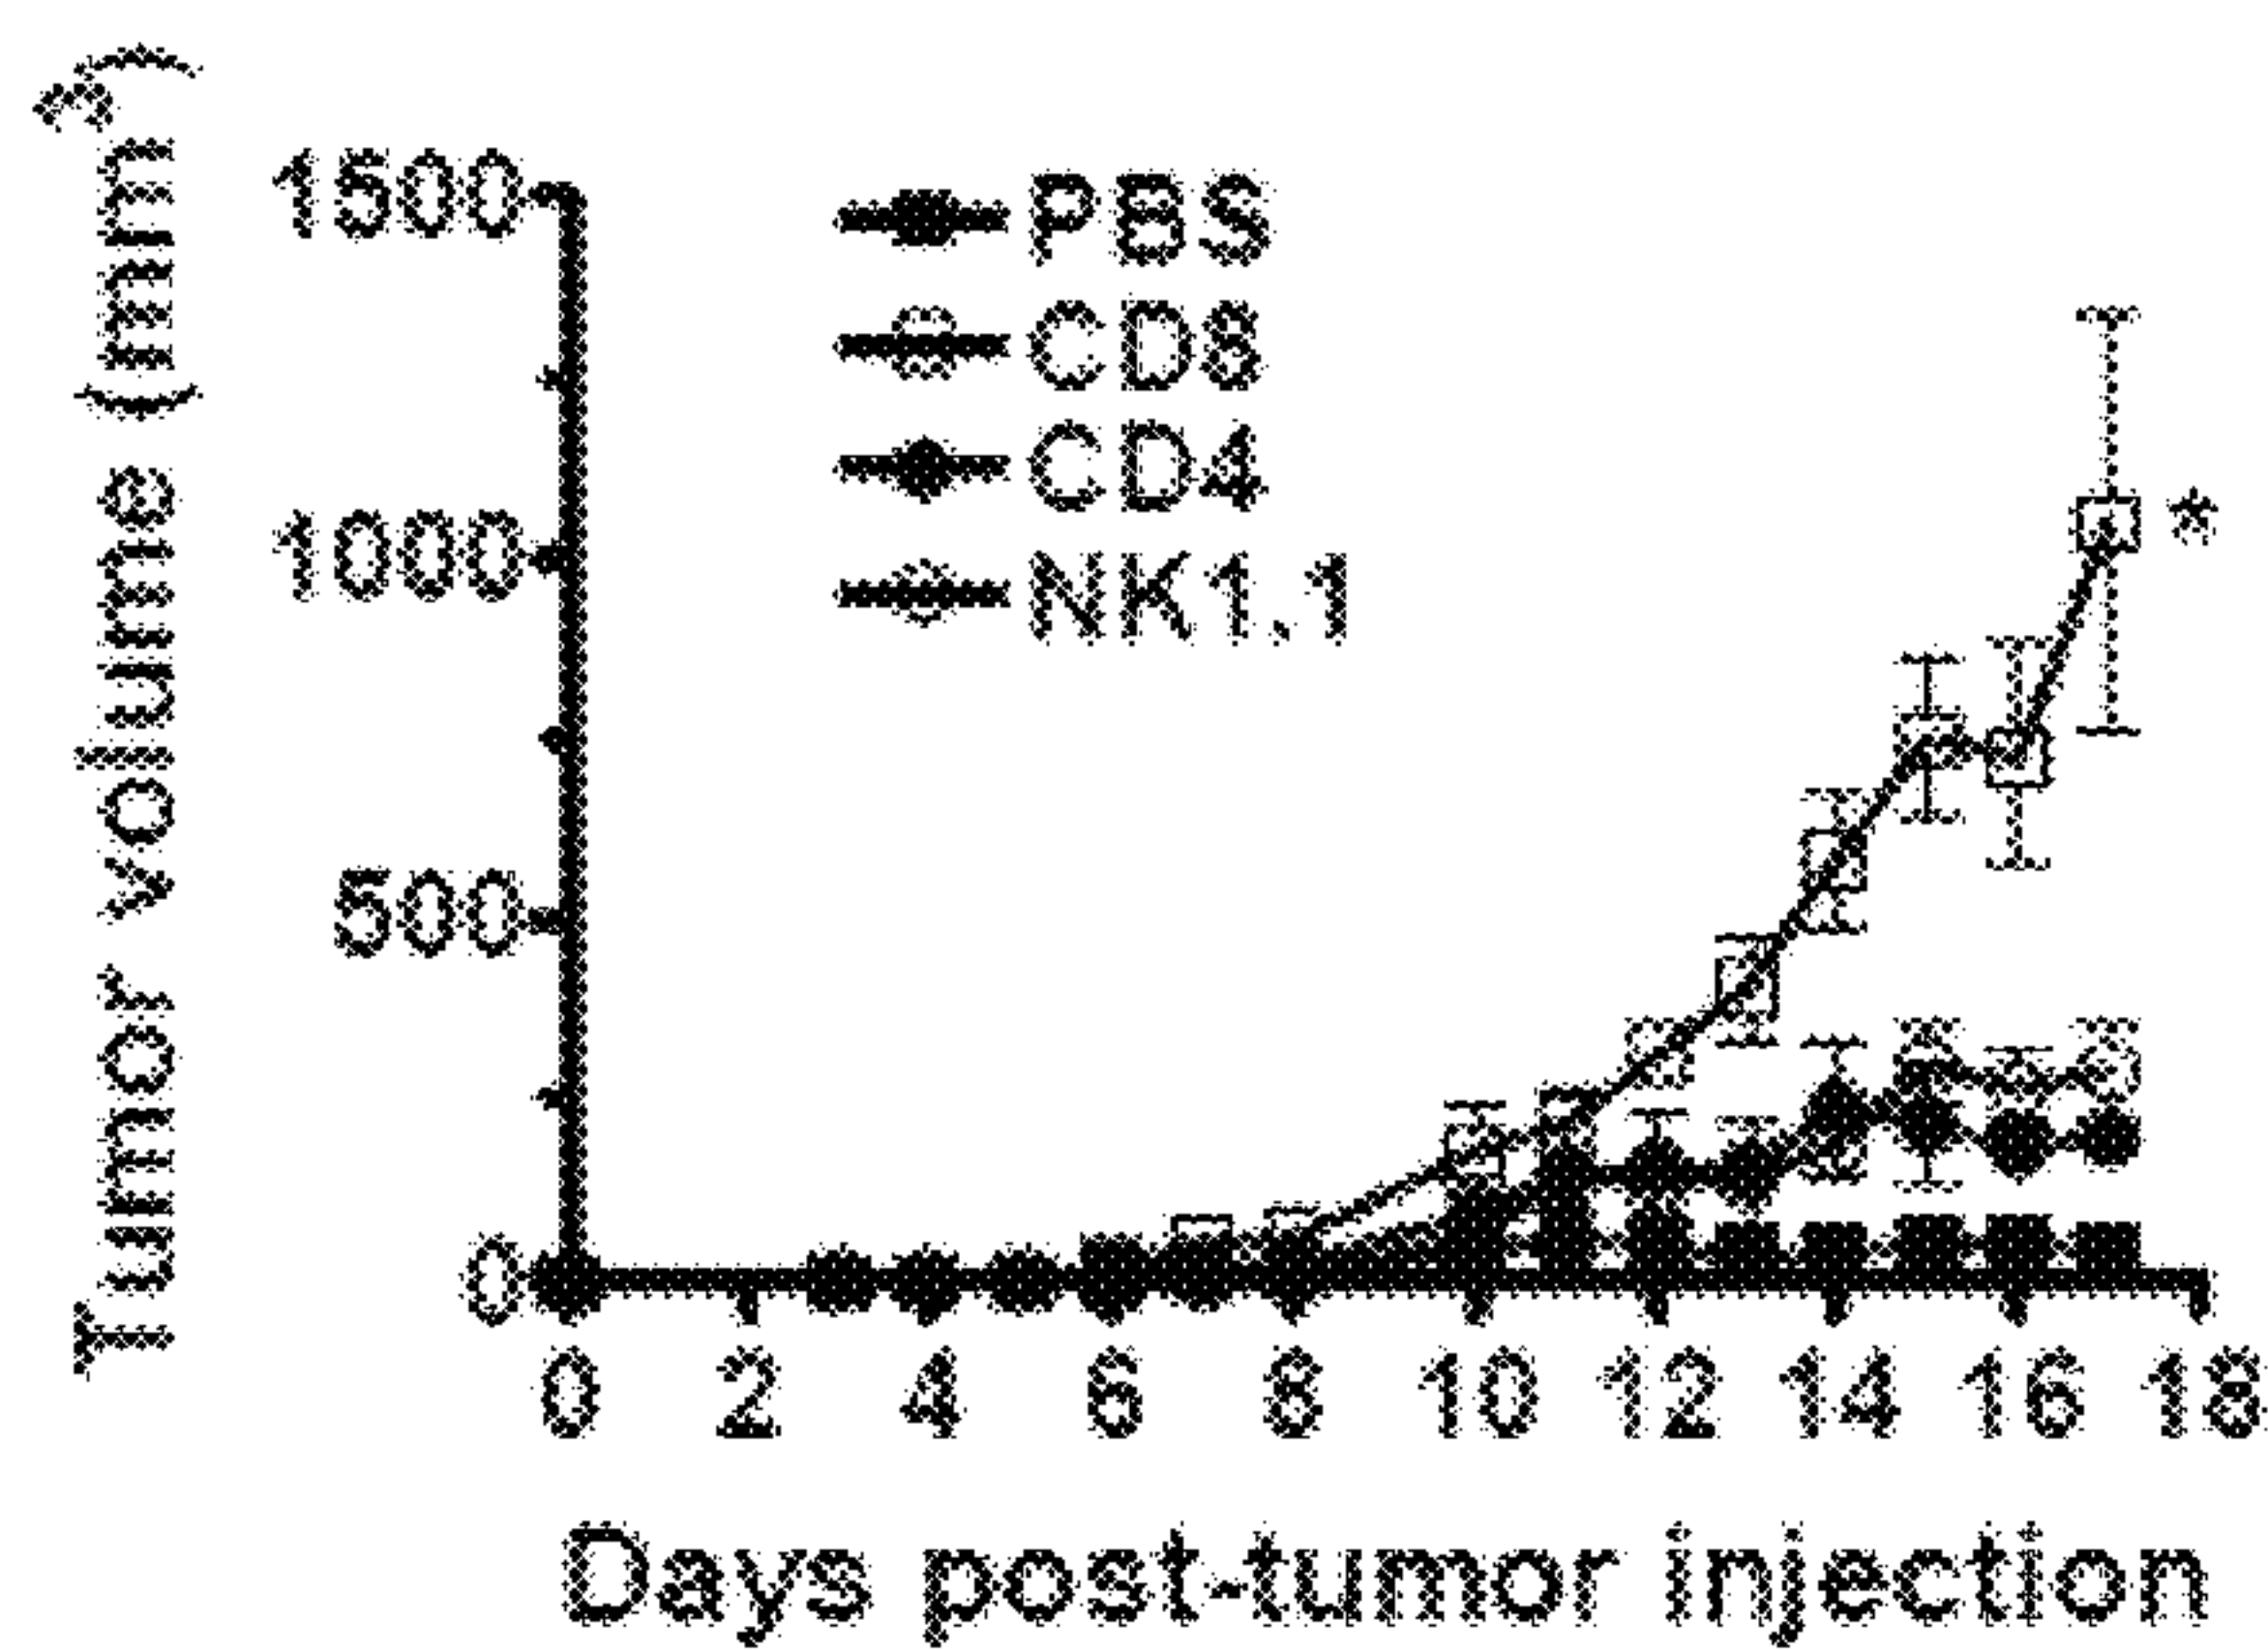 Tumor volume (mm³)
1500
1000
500
0
PBS
CD8
CD4
NK1.1
*
0 2 4 6 8 10 12 14 16 18
Days post-tumor injection